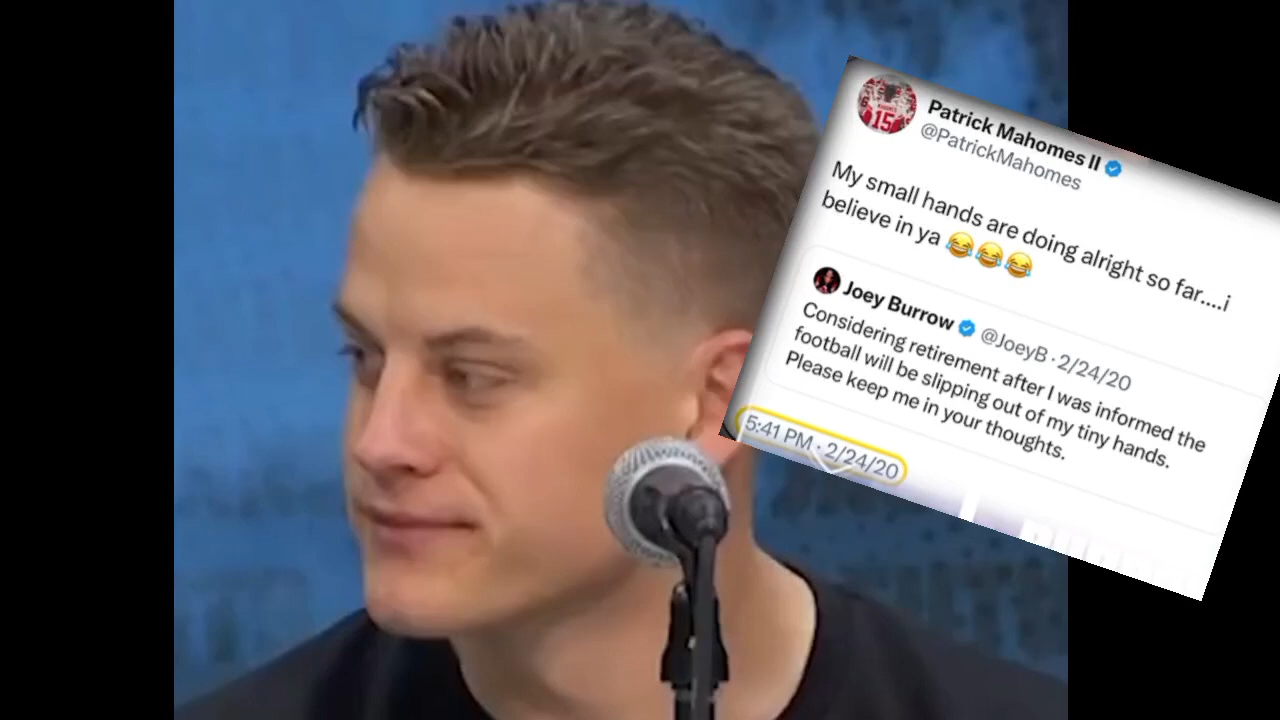 Patrick Mahomes II
@PatrickMahomes
My small hands are doing alright so far....i
believe in ya 😂😂😂
Joey Burrow @JoeyB · 2/24/20
Considering retirement after I was informed the
football will be slipping out of my tiny hands.
Please keep me in your thoughts.
5:41 PM · 2/24/20